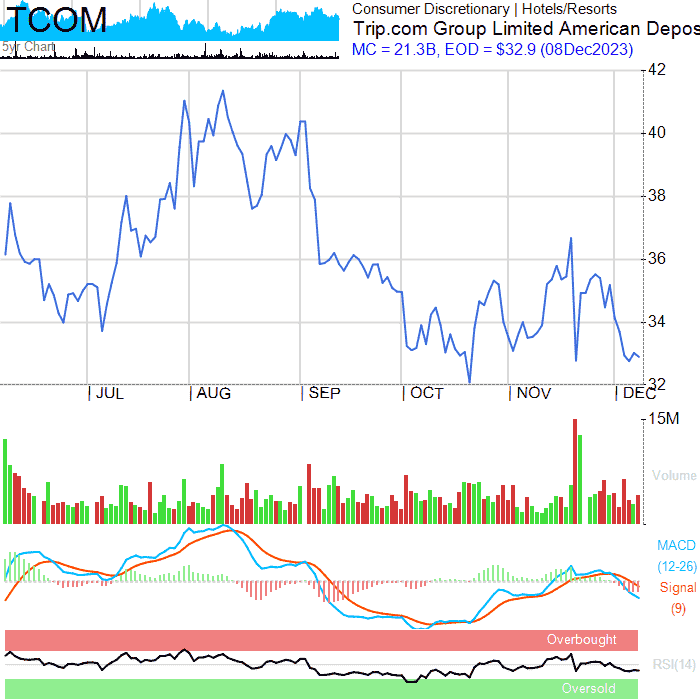 TCOM
5yr Chart
Consumer Discretionary | Hotels/Resorts
Trip.com Group Limited American Depos
MC = 21.3B, EOD = $32.9 (08Dec2023)
42
40
38
36
34
32
JUL AUG SEP OCT NOV DEC
15M
Volume
MACD
(12-26)
Signal
(9)
Overbought
RSI(14)
Oversold